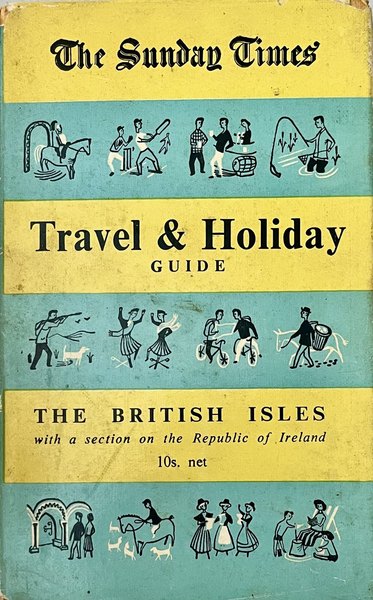 The Sunday Times
Travel & Holiday
GUIDE
THE BRITISH ISLES
with a section on the Republic of Ireland
10s. net